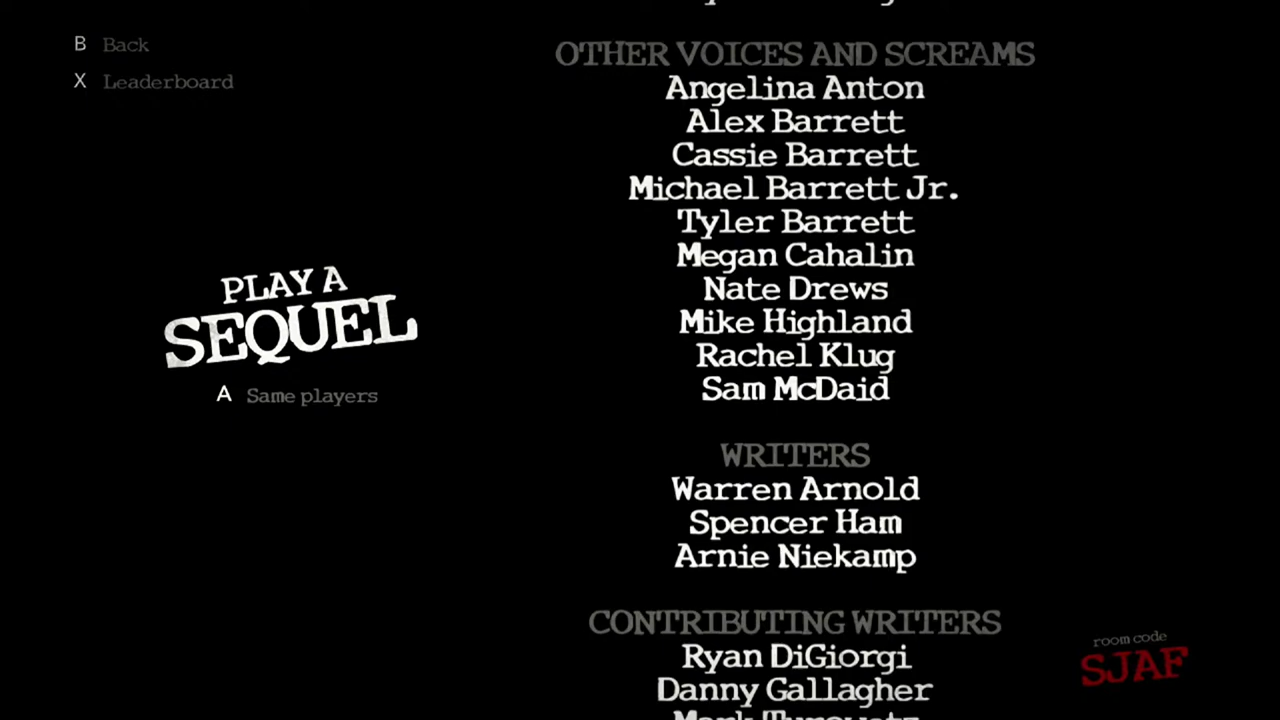 B Back
X Leaderboard
OTHER VOICES AND SCREAMS
Angelina Anton
Alex Barrett
Cassie Barrett
Michael Barrett Jr.
Tyler Barrett
Megan Cahalin
Nate Drews
Mike Highland
Rachel Klug
Sam McDaid
PLAY A
SEQUEL
A Same players
WRITERS
Warren Arnold
Spencer Ham
Arnie Niekamp
CONTRIBUTING WRITERS
Ryan DiGiorgi
Danny Gallagher
room code
SJAF